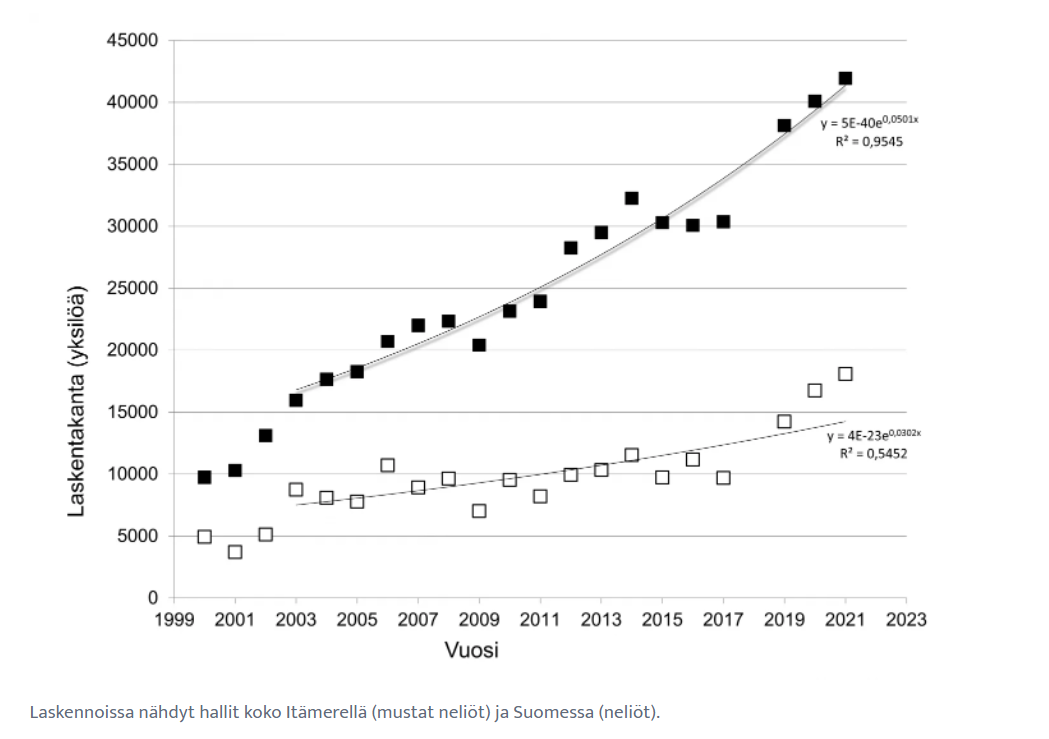 45000
40000
35000
30000
25000
20000
15000
10000
5000
0
Laskentakanta (yksilöä)
y = 5E-40e^0,0501x
R² = 0,9545
y = 4E-23e^0,0302x
R² = 0,5452
1999 2001 2003 2005 2007 2009 2011 2013 2015 2017 2019 2021 2023
Vuosi
Laskennoissa nähdyt hallit koko Itämerellä (mustat neliöt) ja Suomessa (neliöt).